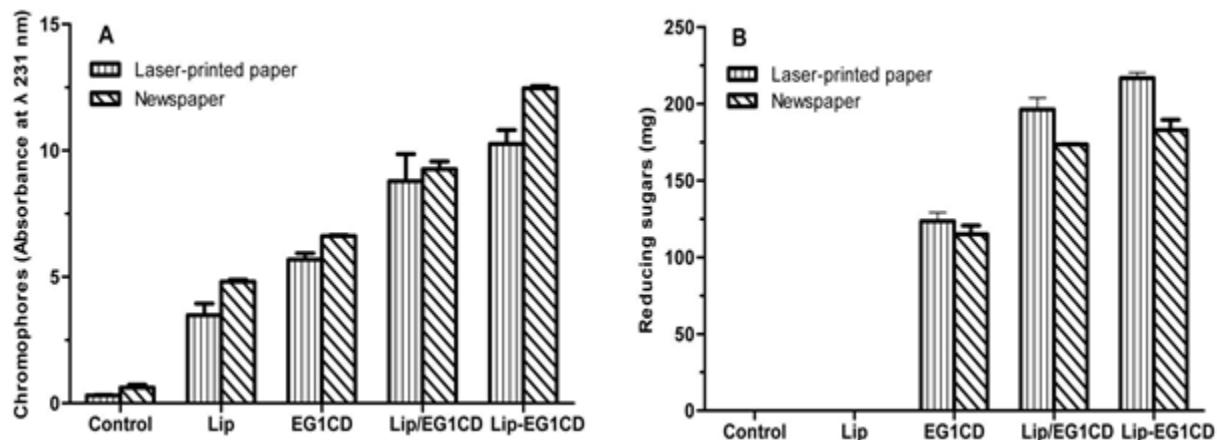 A
Laser-printed paper
Newspaper
Chromophores (Absorbance at λ 231 nm)
15
10
5
0
Control Lip EG1CD Lip/EG1CD Lip-EG1CD
B
Laser-printed paper
Newspaper
Reducing sugars (mg)
250
200
150
100
50
0
Control Lip EG1CD Lip/EG1CD Lip-EG1CD